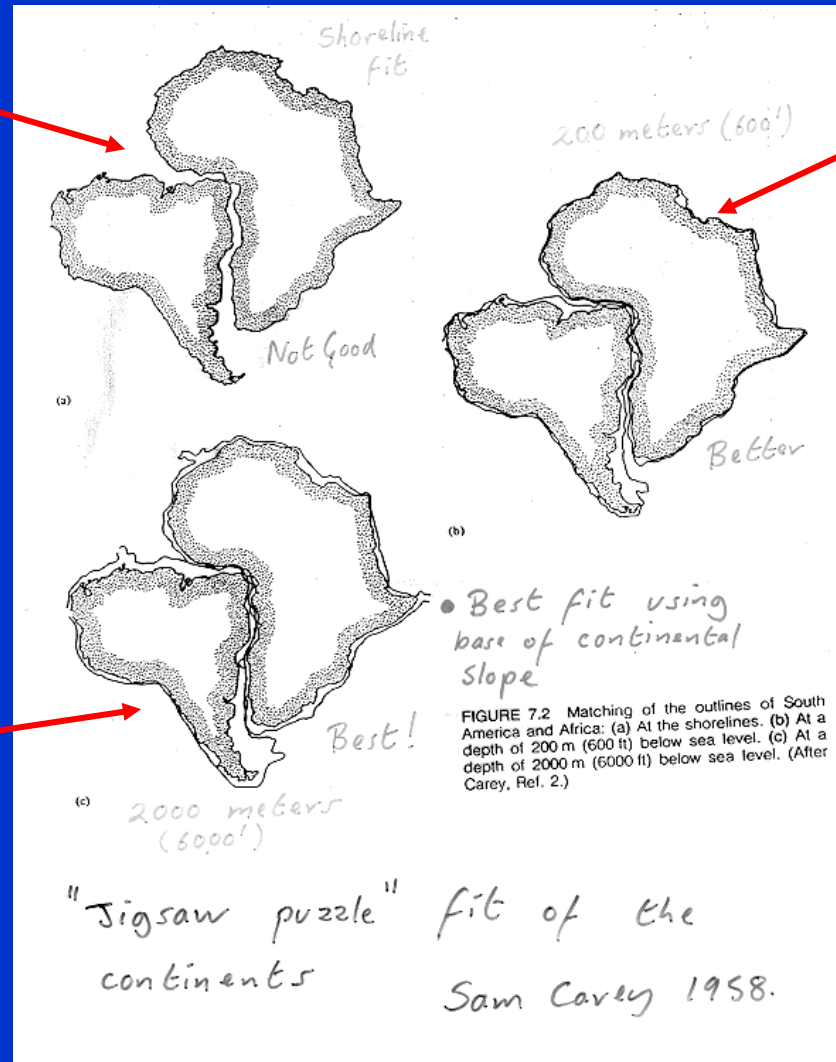 Shoreline
fit
Not Good
(a)
200 meters (600')
Better
(b)
Best!
(c)
2000 meters
(6000')
• Best fit using
base of continental
slope
FIGURE 7.2 Matching of the outlines of South
America and Africa: (a) At the shorelines. (b) At a
depth of 200 m (600 ft) below sea level. (c) At a
depth of 2000 m (6000 ft) below sea level. (After
Carey, Ref. 2.)
"Jigsaw puzzle" fit of the
continents
Sam Carey 1958.